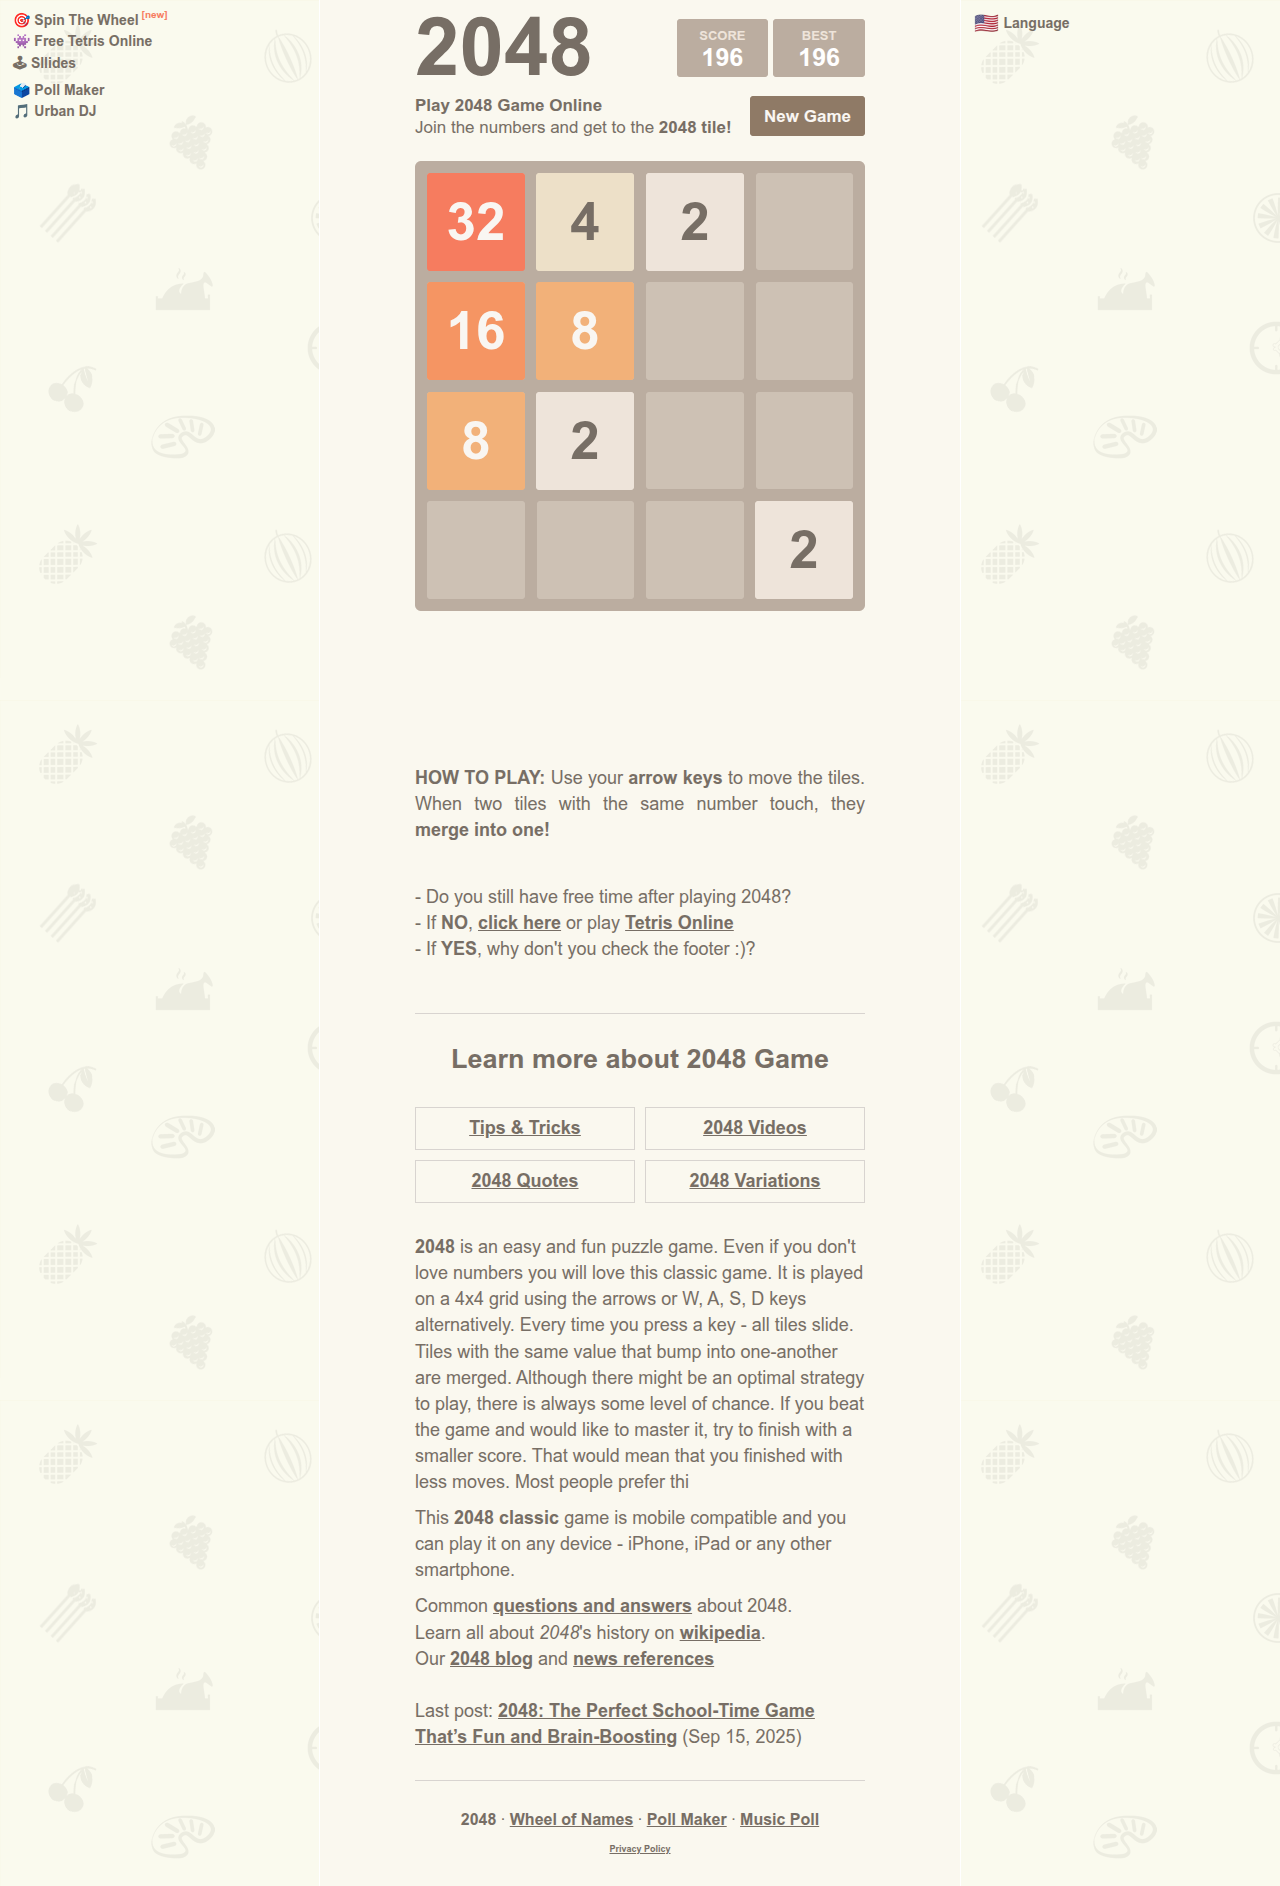 🎯 Spin The Wheel [new]
👾 Free Tetris Online
🕹 Sllides
🗳 Poll Maker
🎵 Urban DJ
🇺🇸 Language
2048
SCORE
196
BEST
196
Play 2048 Game Online
Join the numbers and get to the 2048 tile!
New Game
32 4 2
16 8
8 2
2
HOW TO PLAY: Use your arrow keys to move the tiles.
When two tiles with the same number touch, they
merge into one!
- Do you still have free time after playing 2048?
- If NO, click here or play Tetris Online
- If YES, why don't you check the footer :)?
Learn more about 2048 Game
Tips & Tricks
2048 Videos
2048 Quotes
2048 Variations
2048 is an easy and fun puzzle game. Even if you don't
love numbers you will love this classic game. It is played
on a 4x4 grid using the arrows or W, A, S, D keys
alternatively. Every time you press a key - all tiles slide.
Tiles with the same value that bump into one-another
are merged. Although there might be an optimal strategy
to play, there is always some level of chance. If you beat
the game and would like to master it, try to finish with a
smaller score. That would mean that you finished with
less moves. Most people prefer thi
This 2048 classic game is mobile compatible and you
can play it on any device - iPhone, iPad or any other
smartphone.
Common questions and answers about 2048.
Learn all about 2048's history on wikipedia.
Our 2048 blog and news references
Last post: 2048: The Perfect School-Time Game
That’s Fun and Brain-Boosting (Sep 15, 2025)
2048 · Wheel of Names · Poll Maker · Music Poll
Privacy Policy